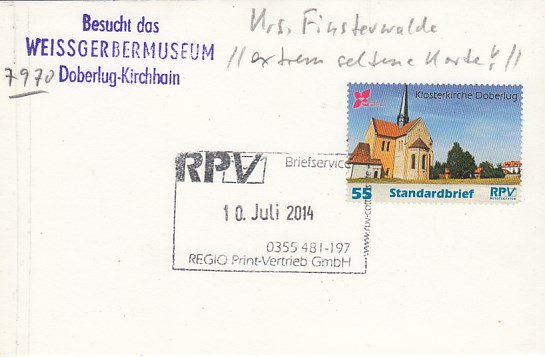 Besucht das
WEISSGERBERMUSEUM
7970 Doberlug-Kirchhain
Krs. Finsterwalde
//extrem seltene Karte!//
Klosterkirche Doberlug
55 Standardbrief RPV
BRIEFSERVICE
RPV Briefservice
10. Juli 2014
0355 481-197
REGIO Print-Vertrieb GmbH